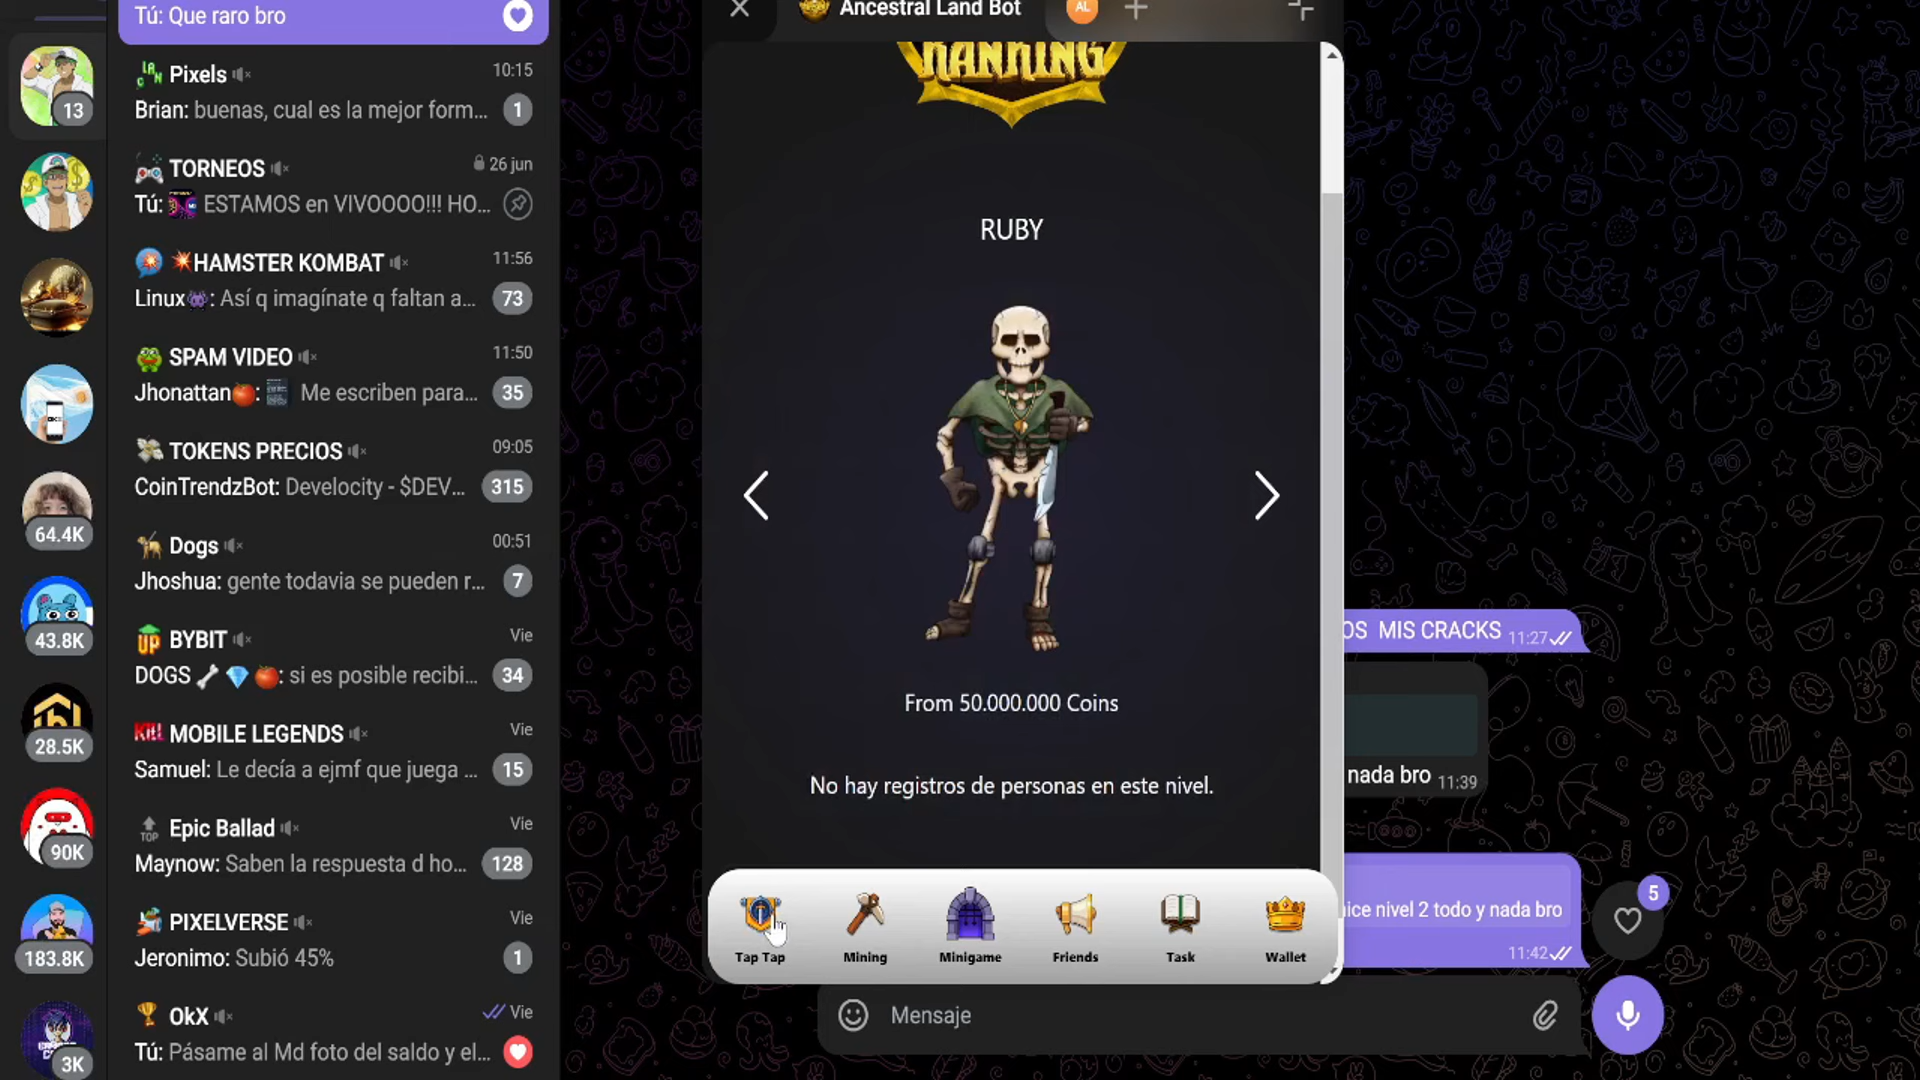 Tú: Que raro bro
13
Pixels
10:15
Brian: buenas, cual es la mejor form...
1
TORNEOS
26 jun
Tú: ESTAMOS en VIVOOOO!!! HO...
HAMSTER KOMBAT
11:56
Linux: Así q imagínate q faltan a...
73
SPAM VIDEO
11:50
Jhonattan: Me escriben para...
35
TOKENS PRECIOS
09:05
CoinTrendzBot: Develocity - $DEV...
315
64.4K
Dogs
00:51
Jhoshua: gente todavia se pueden r...
7
43.8K
UP
BYBIT
Vie
DOGS: si es posible recibi...
34
28.5K
MOBILE LEGENDS
Vie
Samuel: Le decía a ejmf que juega ...
15
90K
TOP
Epic Ballad
Vie
Maynow: Saben la respuesta d ho...
128
183.8K
PIXELVERSE
Vie
Jeronimo: Subió 45%
1
3K
OkX
Vie
Tú: Pásame al Md foto del saldo y el...
Ancestral Land Bot
AL
RANKING
RUBY
From 50.000.000 Coins
No hay registros de personas en este nivel.
Tap Tap
Mining
Minigame
Friends
Task
Wallet
OS MIS CRACKS
11:27
nada bro
11:39
ice nivel 2 todo y nada bro
11:42
5
Mensaje